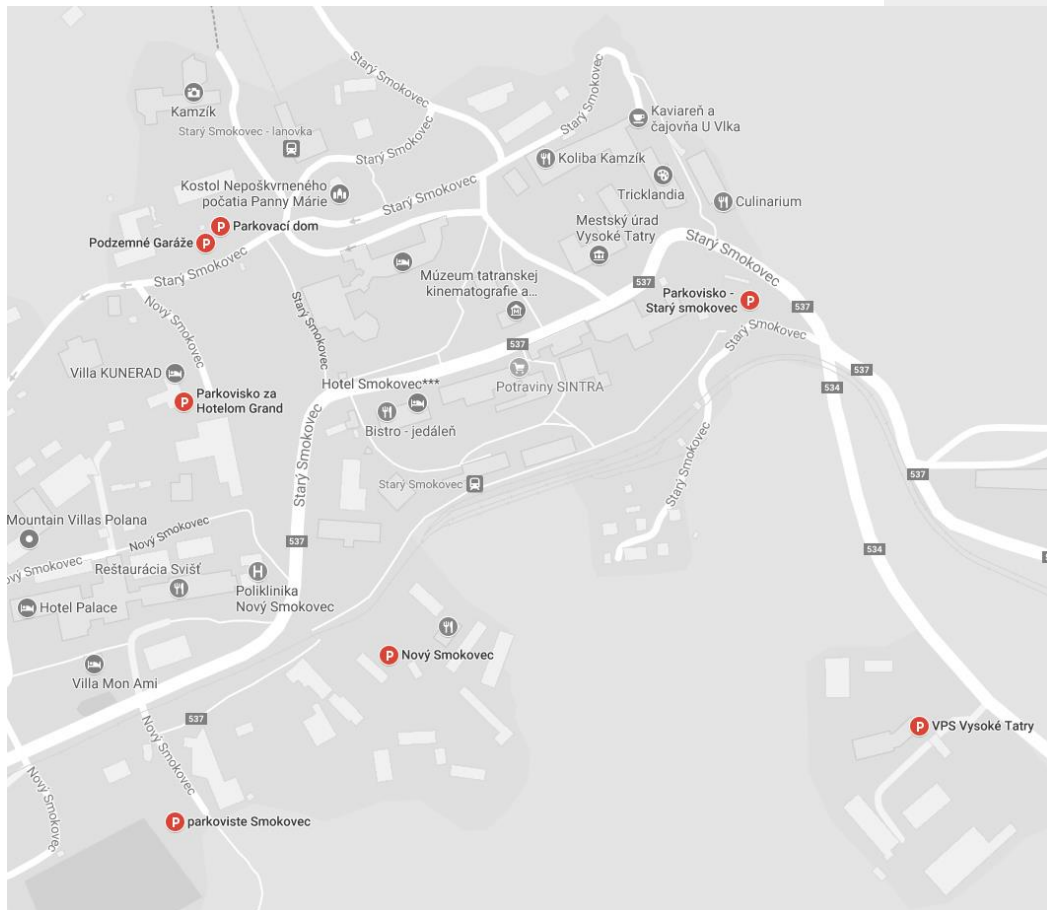 Starý Smokovec
Kamzík
Starý Smokovec - lanovka
Starý Smokovec
Starý Smokovec
Kaviareň a
čajovňa U Vlka
Koliba Kamzík
Tricklandia
Culinarium
Kostol Nepoškvrneného
počatia Panny Márie
Starý Smokovec
Parkovací dom
Podzemné Garáže
Mestský úrad
Vysoké Tatry
Starý Smokovec
Starý Smokovec
Múzeum tatranskej
kinematografie a...
537
Parkovisko -
Starý smokovec
537
Nový Smokovec
Starý Smokovec
Starý Smokovec
537
Villa KUNERAD
Hotel Smokovec***
Potraviny SINTRA
537
534
Parkovisko za
Hotelom Grand
Bistro - jedáleň
Starý Smokovec
Starý Smokovec
Starý Smokovec
537
Mountain Villas Polana
Nový Smokovec
537
534
Nový Smokovec
Reštaurácia Svišť
Poliklinika
Nový Smokovec
Hotel Palace
Nový Smokovec
Villa Mon Ami
537
VPS Vysoké Tatry
Nový Smokovec
Nový Smokovec
parkoviste Smokovec